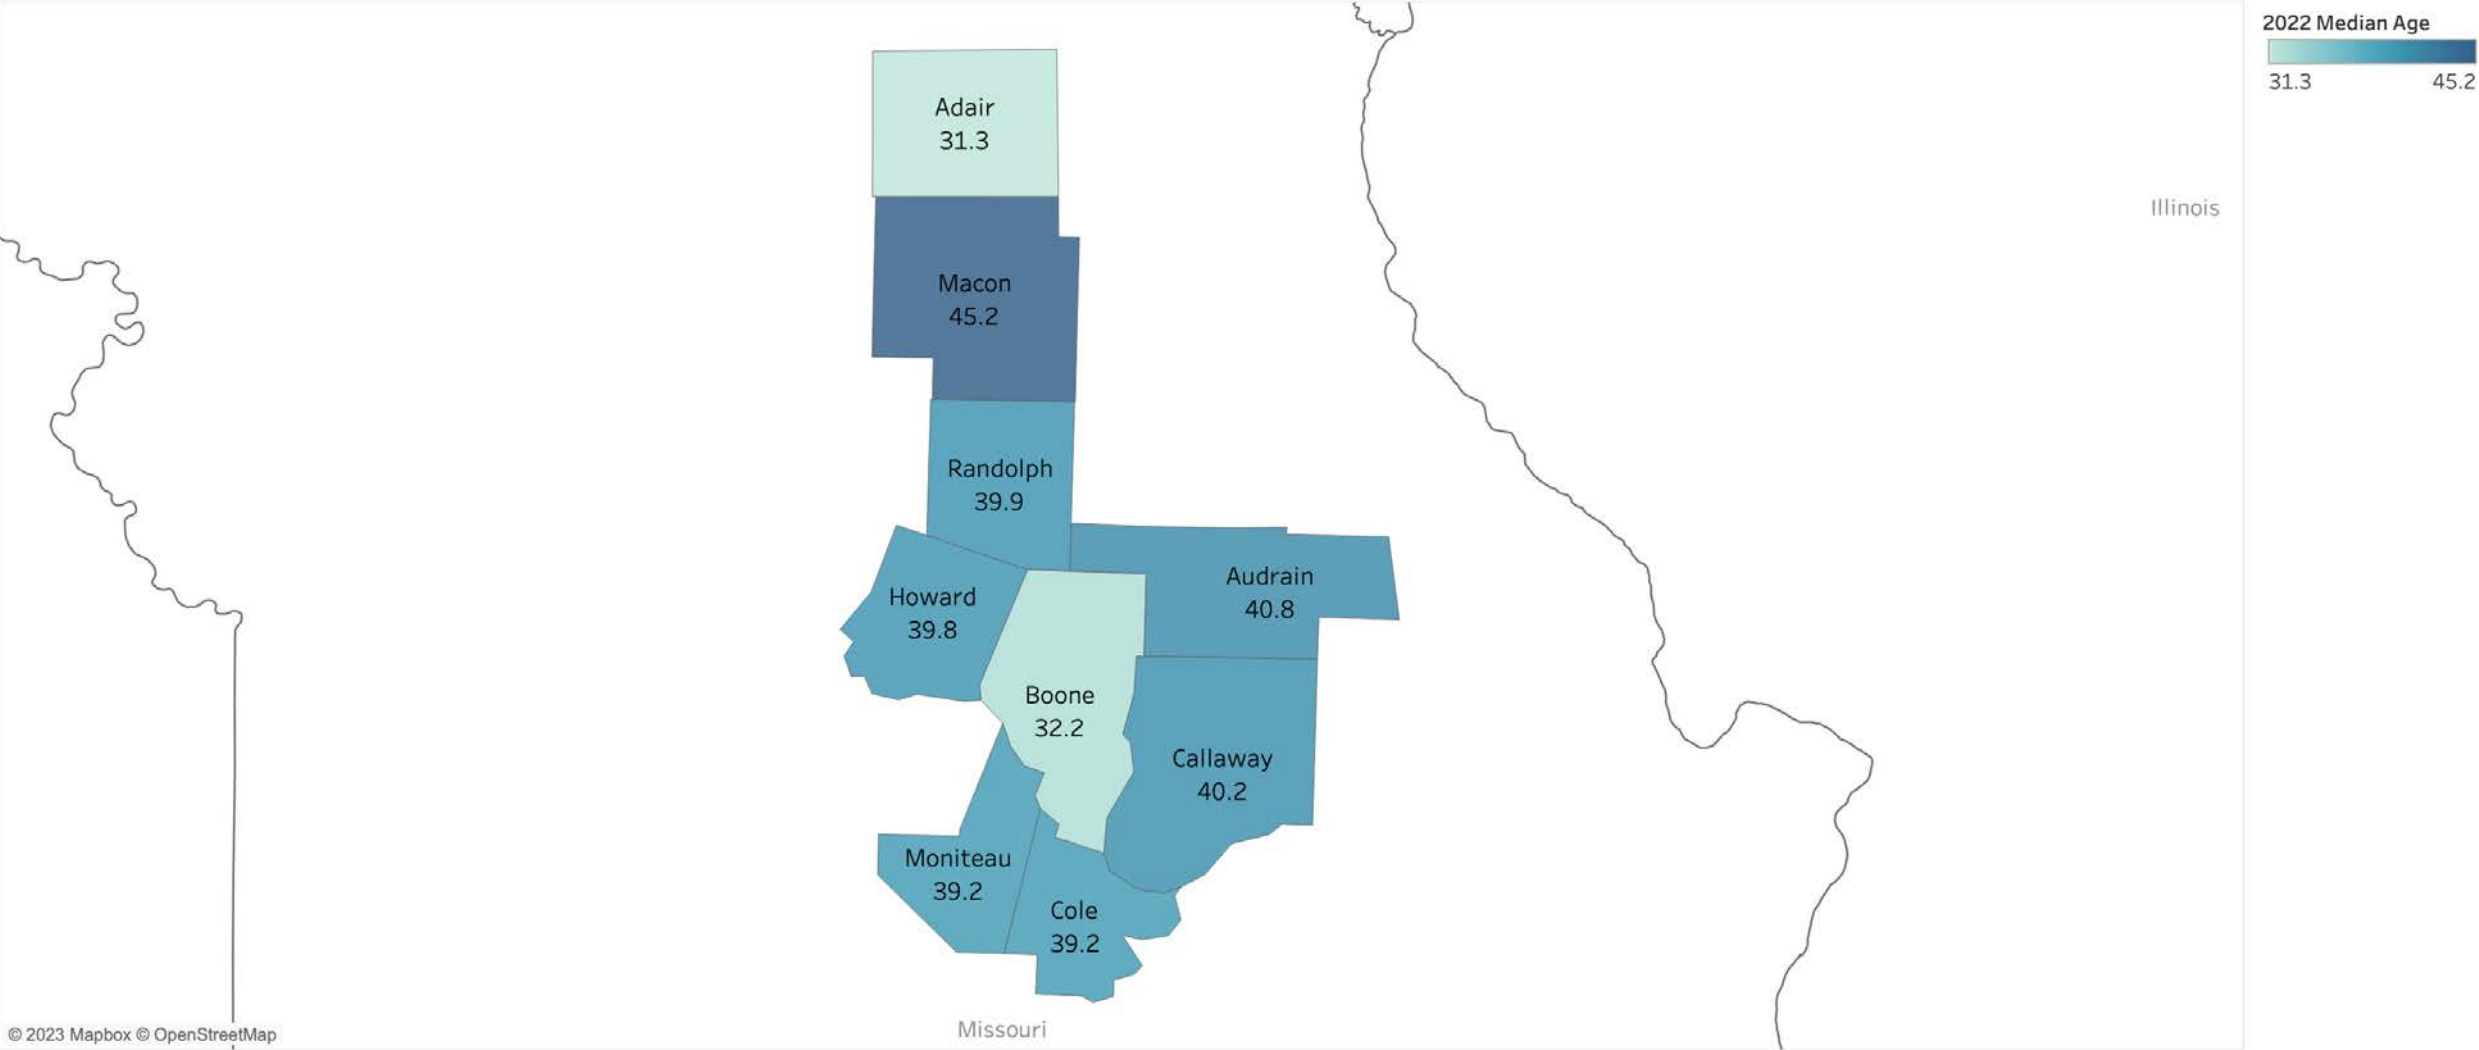 2022 Median Age
31.3 45.2
Illinois
Adair
31.3
Macon
45.2
Randolph
39.9
Audrain
40.8
Howard
39.8
Boone
32.2
Callaway
40.2
Moniteau
39.2
Cole
39.2
Missouri
© 2023 Mapbox © OpenStreetMap